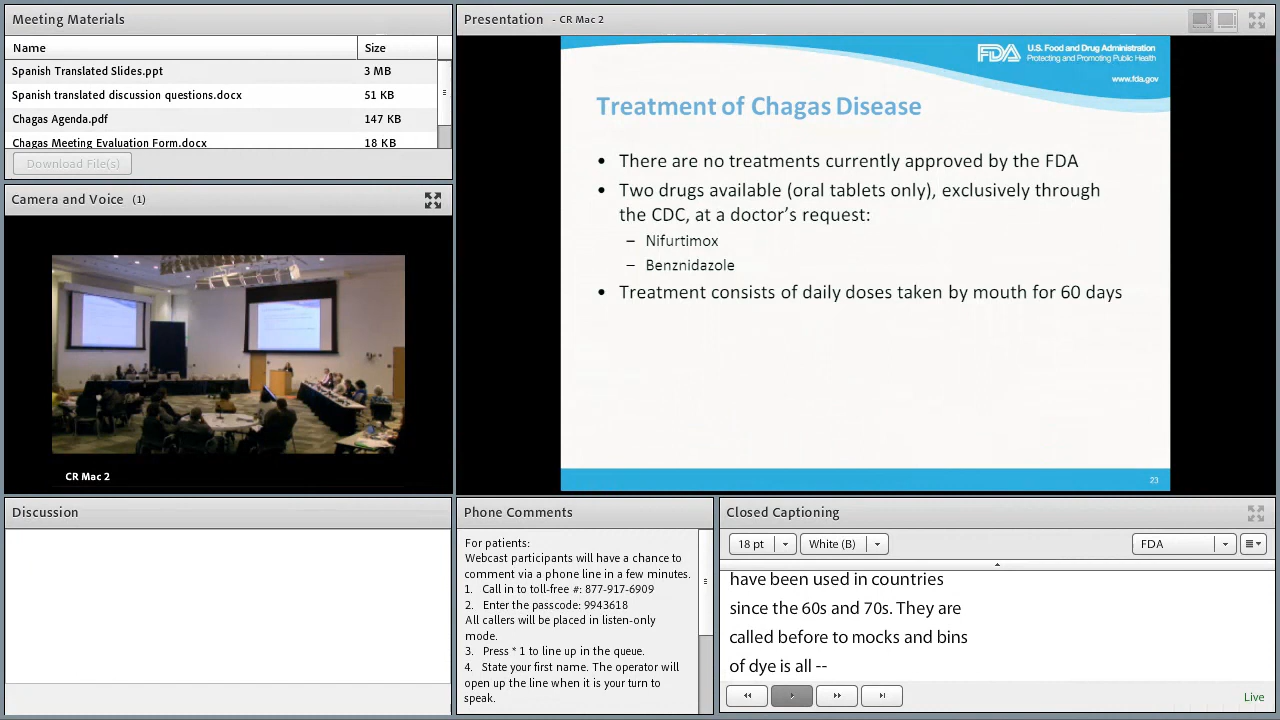 Meeting Materials
Name Size
Spanish Translated Slides.ppt 3 MB
Spanish translated discussion questions.docx 51 KB
Chagas Agenda.pdf 147 KB
Chagas Meeting Evaluation Form.docx 18 KB
Download File(s)
Camera and Voice (1)
CR Mac 2
Discussion
Presentation - CR Mac 2
FDA U.S. Food and Drug Administration
Protecting and Promoting Public Health
www.fda.gov
Treatment of Chagas Disease
• There are no treatments currently approved by the FDA
• Two drugs available (oral tablets only), exclusively through
the CDC, at a doctor's request:
– Nifurtimox
– Benznidazole
• Treatment consists of daily doses taken by mouth for 60 days
23
Phone Comments
For patients:
Webcast participants will have a chance to
comment via a phone line in a few minutes.
1. Call in to toll-free #: 877-917-6909
2. Enter the passcode: 9943618
All callers will be placed in listen-only
mode.
3. Press * 1 to line up in the queue.
4. State your first name. The operator will
open up the line when it is your turn to
speak.
Closed Captioning
18 pt White (B) FDA
have been used in countries
since the 60s and 70s. They are
called before to mocks and bins
of dye is all --
Live